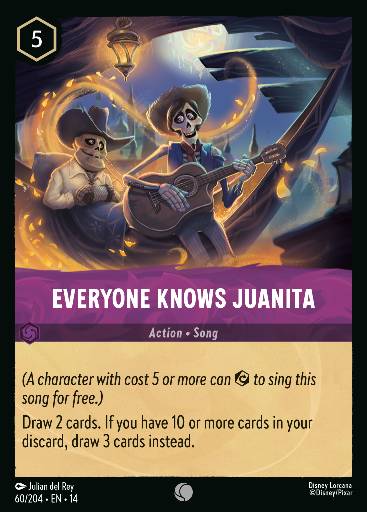 5
EVERYONE KNOWS JUANITA
Action • Song
(A character with cost 5 or more can to sing this
song for free.)
Draw 2 cards. If you have 10 or more cards in your
discard, draw 3 cards instead.
Julian del Rey
Disney Lorcana
60/204 • EN • 14
©Disney/Pixar